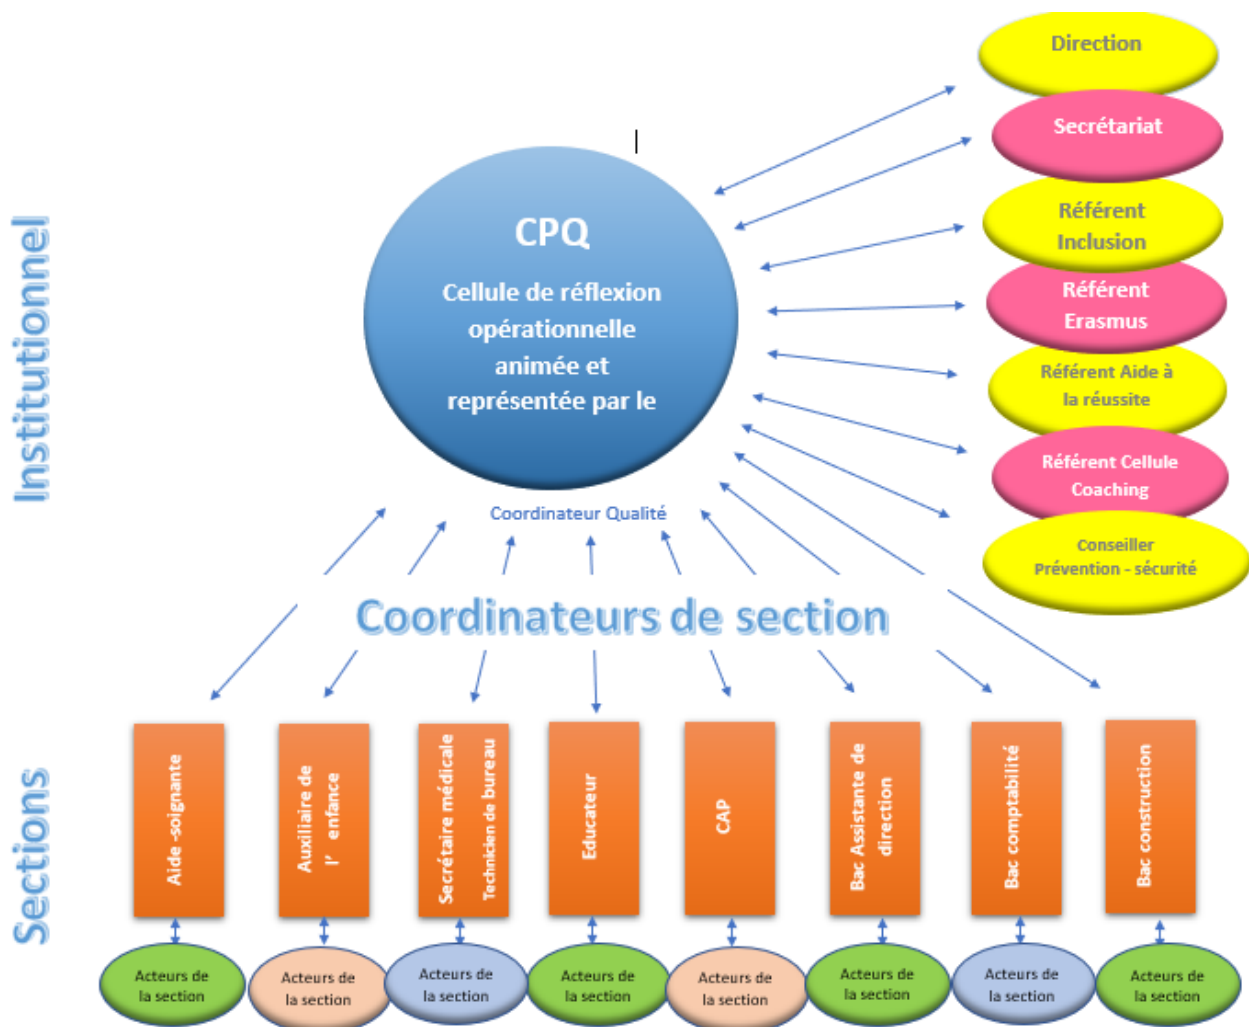 Institutionnel
CPQ
Cellule de réflexion
opérationnelle
animée et
représentée par le
Coordinateur Qualité
Direction
Secrétariat
Référent
Inclusion
Référent
Erasmus
Référent Aide à
la réussite
Référent Cellule
Coaching
Conseiller
Prévention - sécurité
Coordinateurs de section
Sections
Aide -soignante
Auxiliaire de
l' enfance
Secrétaire médicale
Technicien de bureau
Educateur
CAP
Bac Assistante de
direction
Bac comptabilité
Bac construction
Acteurs de
la section
Acteurs de
la section
Acteurs de
la section
Acteurs de
la section
Acteurs de
la section
Acteurs de
la section
Acteurs de
la section
Acteurs de
la section